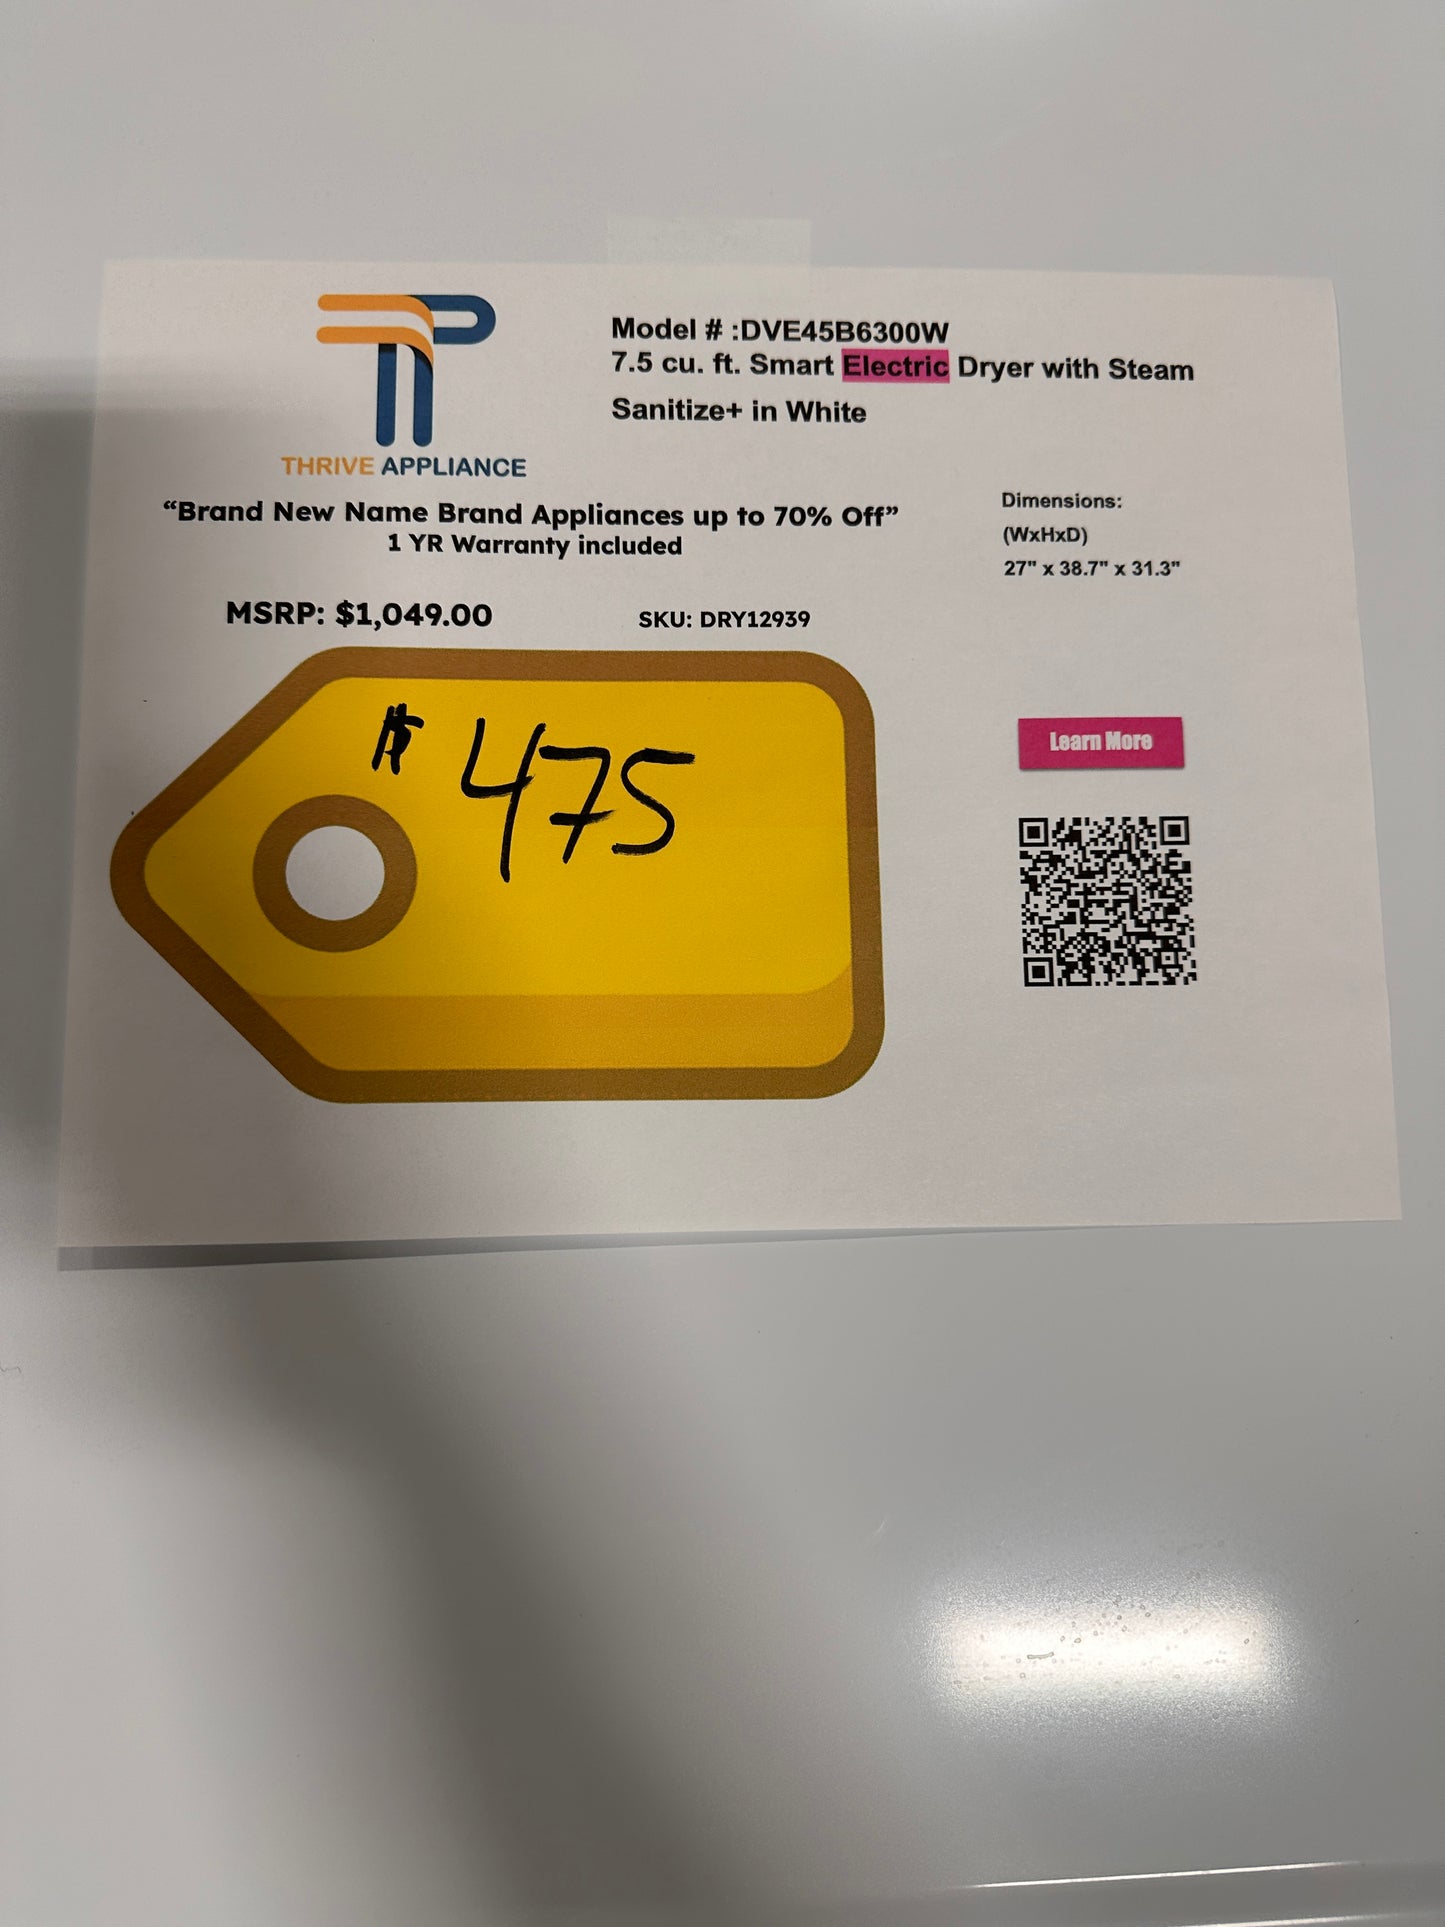 THRIVE APPLIANCE
Model # :DVE45B6300W
7.5 cu. ft. Smart Electric Dryer with Steam
Sanitize+ in White
“Brand New Name Brand Appliances up to 70% Off”
1 YR Warranty included
Dimensions:
(WxHxD)
27" x 38.7" x 31.3"
MSRP: $1,049.00
SKU: DRY12939
$ 475
Learn More